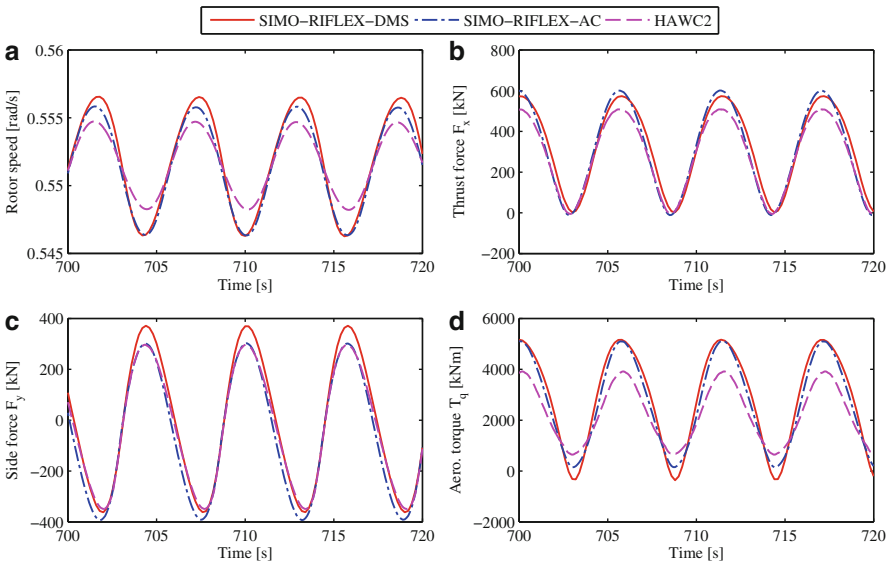 SIMO−RIFLEX−DMS SIMO−RIFLEX−AC HAWC2
a
Rotor speed [rad/s]
0.56
0.555
0.55
0.545
700 705 710 715 720
Time [s]
b
Thrust force Fx [kN]
800
600
400
200
0
−200
700 705 710 715 720
Time [s]
c
Side force Fy [kN]
400
200
0
−200
−400
700 705 710 715 720
Time [s]
d
Aero. torque Tq [kNm]
6000
4000
2000
0
−2000
700 705 710 715 720
Time [s]